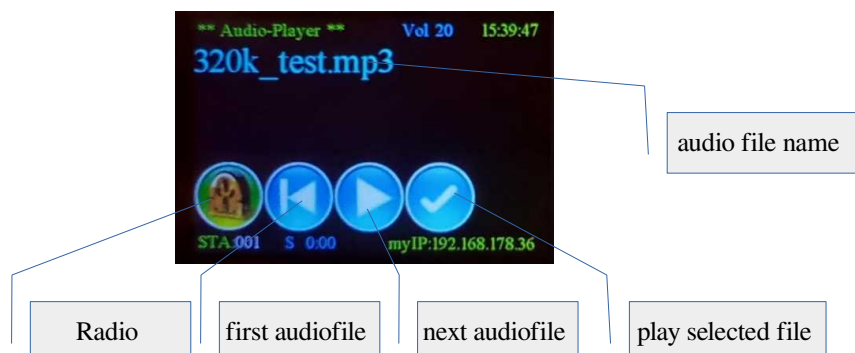 ** Audio-Player ** Vol 20 15:39:47
320k_test.mp3
audio file name
STA:001 S 0:00 myIP:192.168.178.36
Radio first audiofile next audiofile play selected file